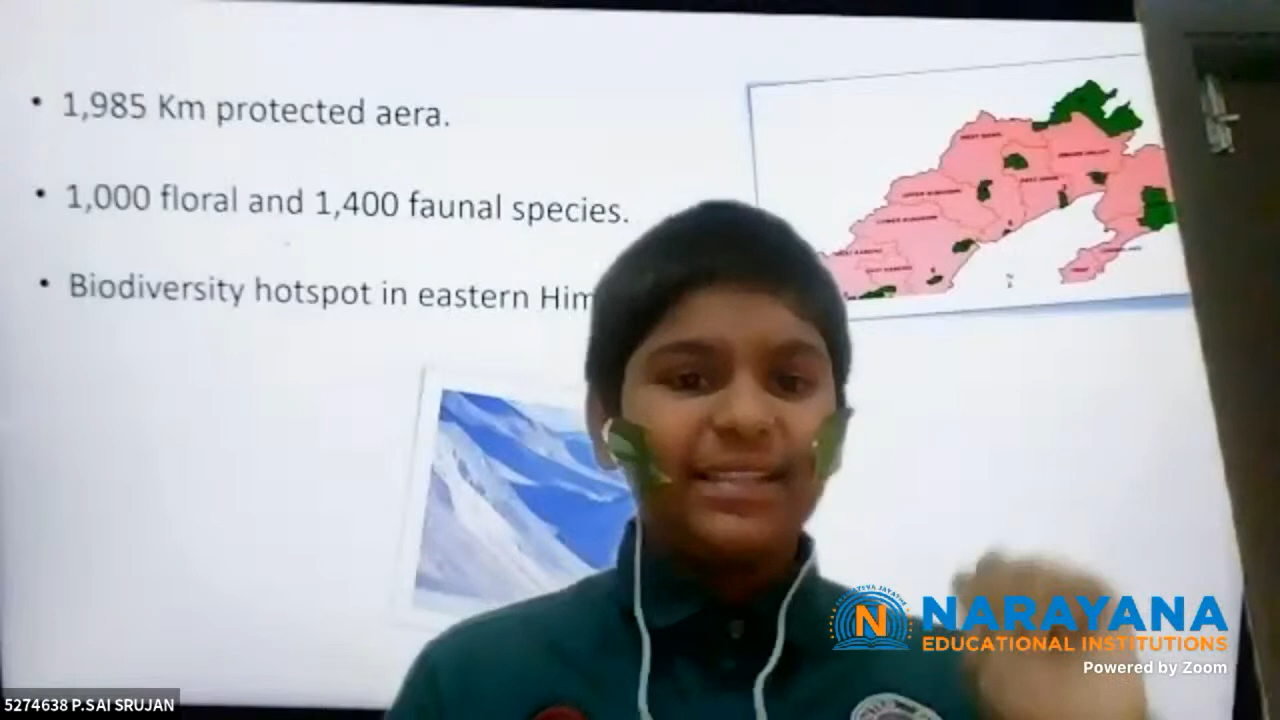 • 1,985 Km protected aera.
• 1,000 floral and 1,400 faunal species.
• Biodiversity hotspot in eastern Him
NARAYANA
EDUCATIONAL INSTITUTIONS
Powered by Zoom
5274638 P.SAI SRUJAN